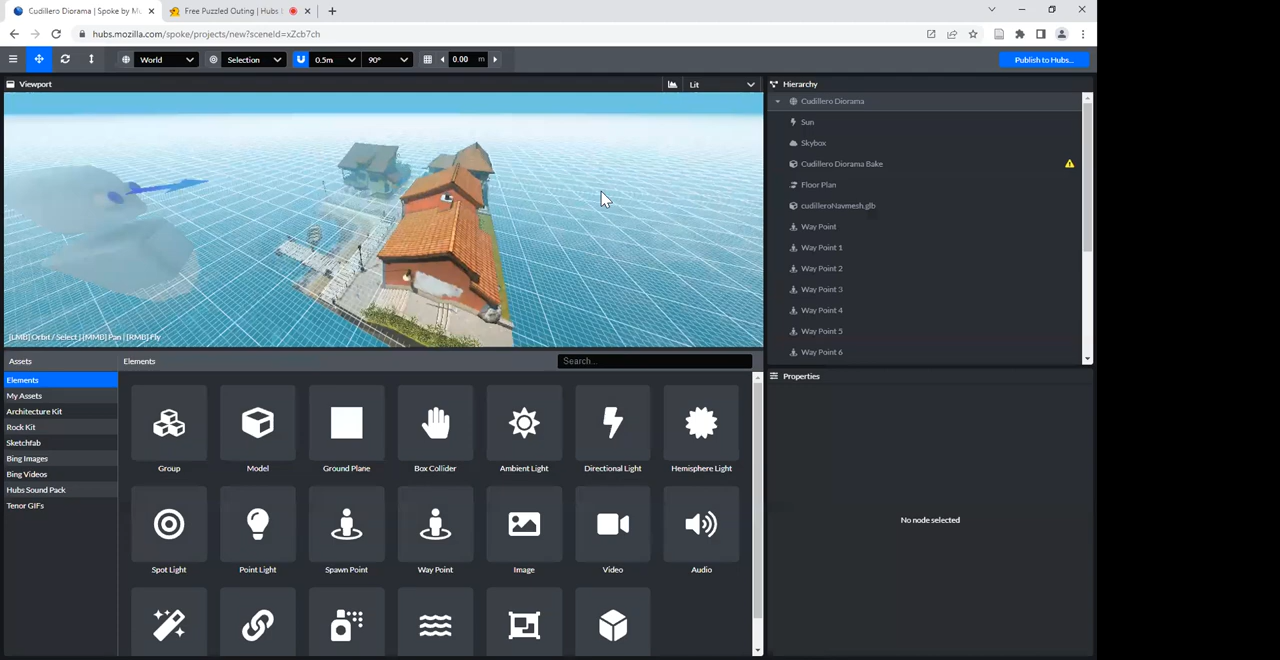 Cudillero Diorama | Spoke by Mo
Free Puzzled Outing | Hubs
hubs.mozilla.com/spoke/projects/new?sceneId=xZcb7ch
World
Selection
0.5m
90°
0.00 m
Publish to Hubs...
Viewport
Lit
[LMB] Orbit / Select | [MMB] Pan | [RMB] Fly
Hierarchy
Cudillero Diorama
Sun
Skybox
Cudillero Diorama Bake
Floor Plan
cudilleroNavmesh.glb
Way Point
Way Point 1
Way Point 2
Way Point 3
Way Point 4
Way Point 5
Way Point 6
Assets
Elements
Search...
Elements
My Assets
Architecture Kit
Rock Kit
Sketchfab
Bing Images
Bing Videos
Hubs Sound Pack
Tenor GIFs
Group
Model
Ground Plane
Box Collider
Ambient Light
Directional Light
Hemisphere Light
Spot Light
Point Light
Spawn Point
Way Point
Image
Video
Audio
Properties
No node selected